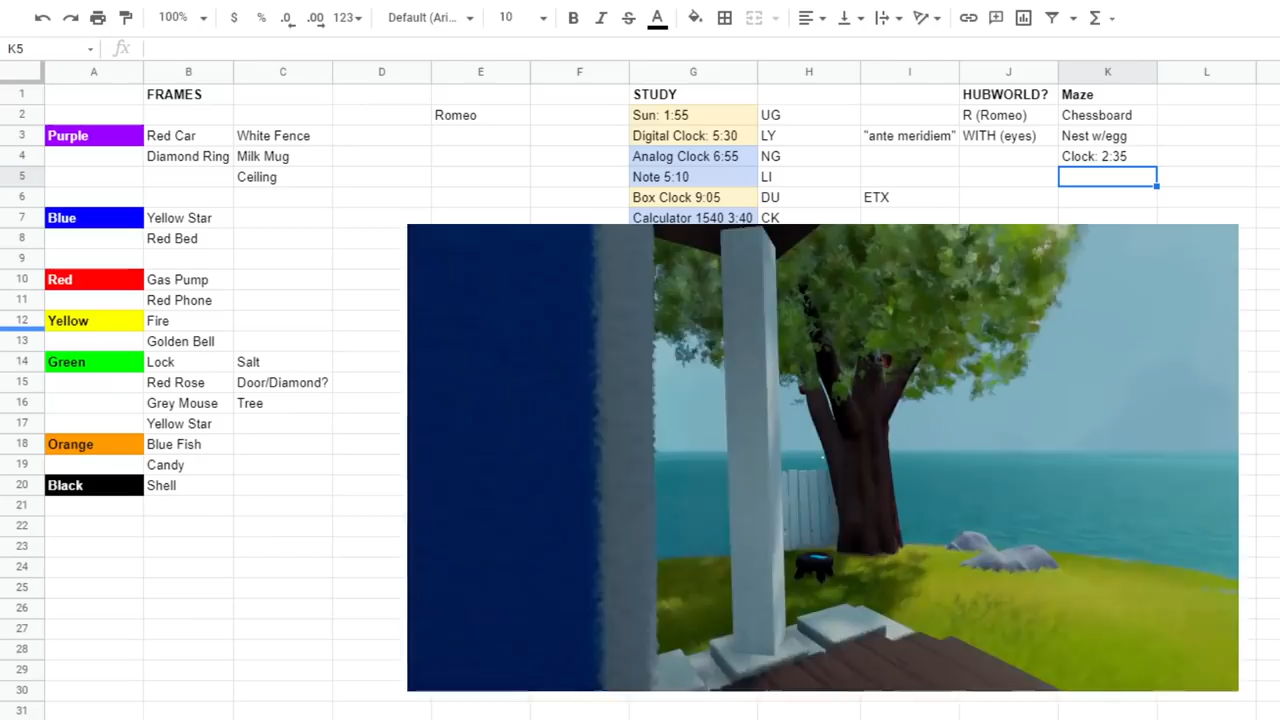 100% $ % .0 .00 123 Default (Ari... 10 B I S A
K5 fx
A B C D E F G H I J K L
1 FRAMES STUDY HUBWORLD? Maze
2 Romeo Sun: 1:55 UG R (Romeo) Chessboard
3 Purple Red Car White Fence Digital Clock: 5:30 LY "ante meridiem" WITH (eyes) Nest w/egg
4 Diamond Ring Milk Mug Analog Clock 6:55 NG Clock: 2:35
5 Ceiling Note 5:10 LI
6 Box Clock 9:05 DU ETX
7 Blue Yellow Star Calculator 1540 3:40 CK
8 Red Bed
9
10 Red Gas Pump
11 Red Phone
12 Yellow Fire
13 Golden Bell
14 Green Lock Salt
15 Red Rose Door/Diamond?
16 Grey Mouse Tree
17 Yellow Star
18 Orange Blue Fish
19 Candy
20 Black Shell
21
22
23
24
25
26
27
28
29
30
31